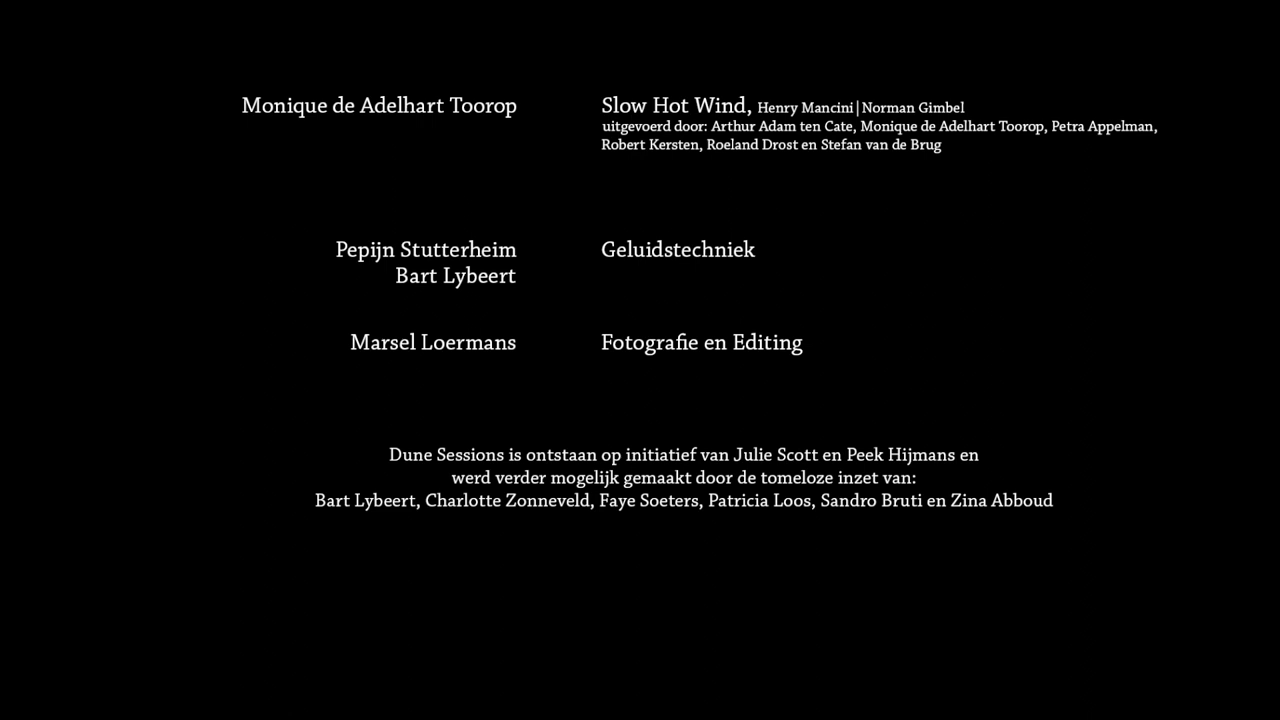 Monique de Adelhart Toorop Slow Hot Wind, Henry Mancini|Norman Gimbel
uitgevoerd door: Arthur Adam ten Cate, Monique de Adelhart Toorop, Petra Appelman,
Robert Kersten, Roeland Drost en Stefan van de Brug
Pepijn Stutterheim Geluidstechniek
Bart Lybeert
Marsel Loermans Fotografie en Editing
Dune Sessions is ontstaan op initiatief van Julie Scott en Peek Hijmans en
werd verder mogelijk gemaakt door de tomeloze inzet van:
Bart Lybeert, Charlotte Zonneveld, Faye Soeters, Patricia Loos, Sandro Bruti en Zina Abboud